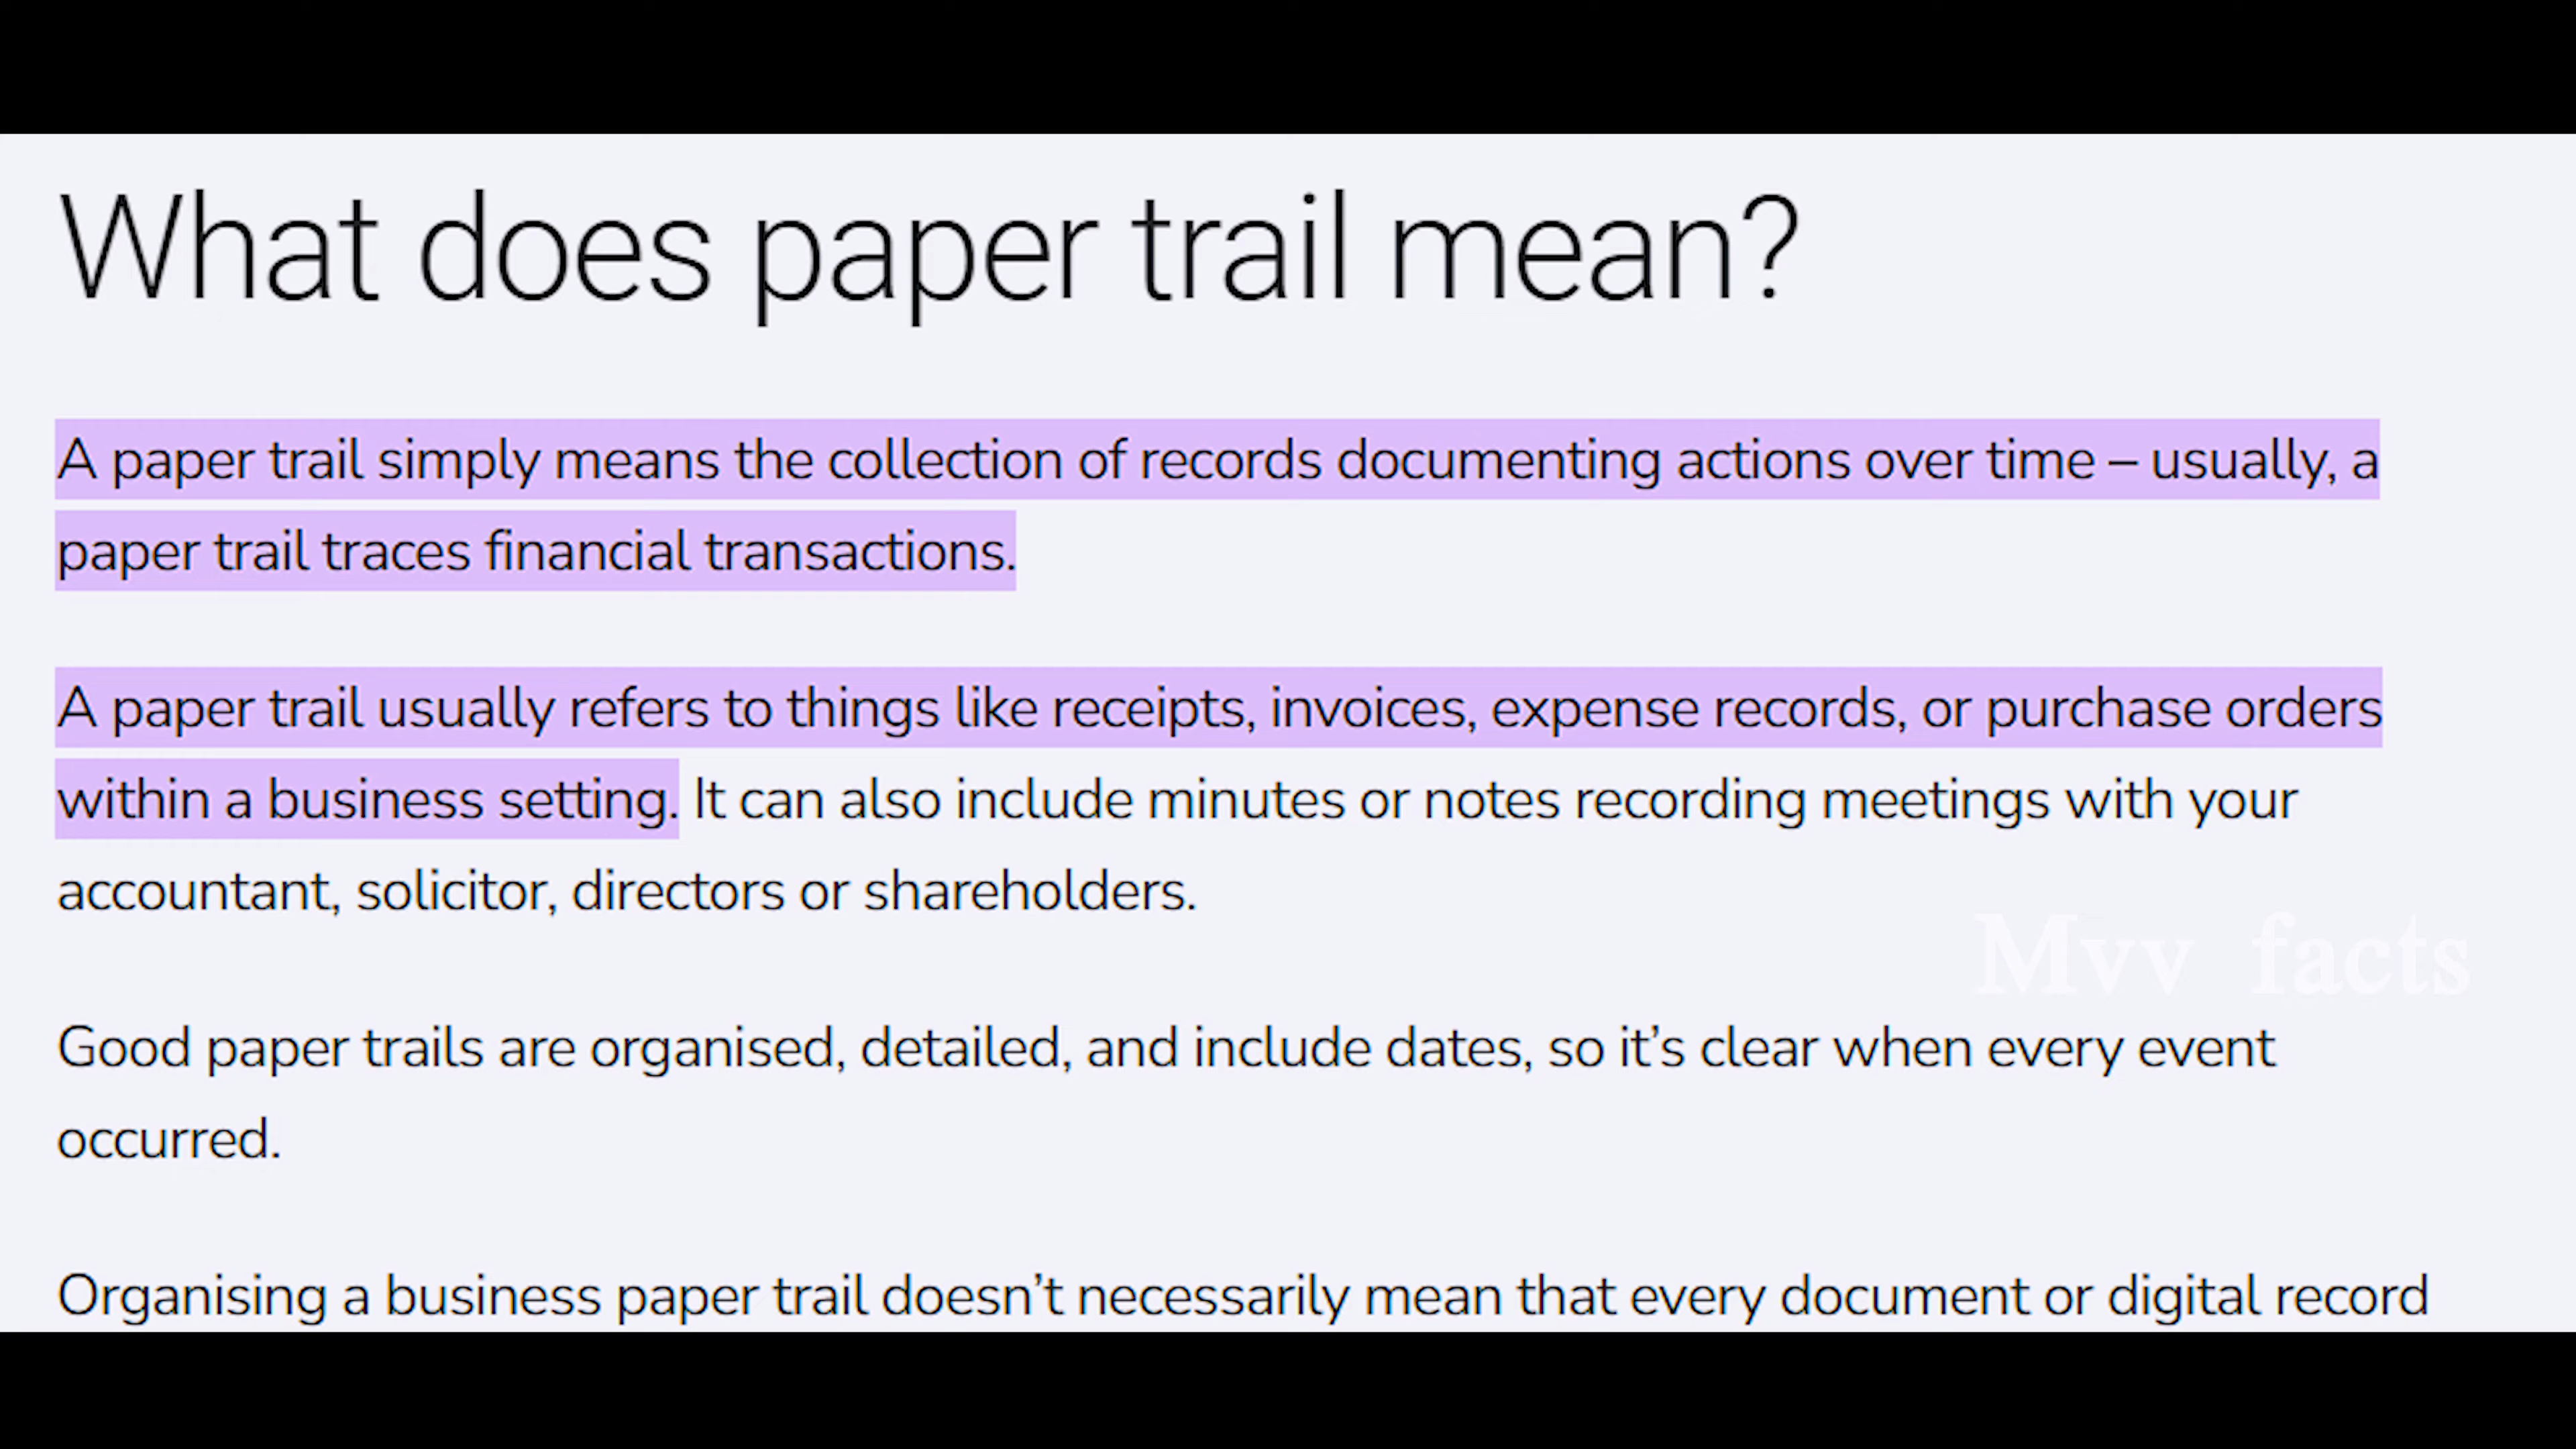 What does paper trail mean?
A paper trail simply means the collection of records documenting actions over time – usually, a
paper trail traces financial transactions.
A paper trail usually refers to things like receipts, invoices, expense records, or purchase orders
within a business setting. It can also include minutes or notes recording meetings with your
accountant, solicitor, directors or shareholders.
Mvv facts
Good paper trails are organised, detailed, and include dates, so it’s clear when every event
occurred.
Organising a business paper trail doesn’t necessarily mean that every document or digital record